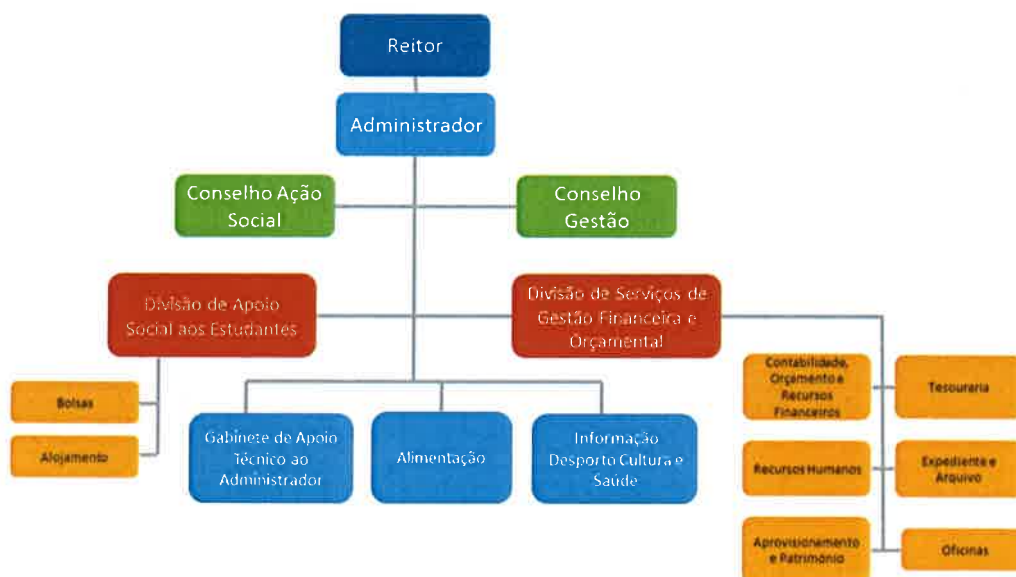 Reitor
Administrador
Conselho Ação
Social
Conselho
Gestão
Divisão de Apoio
Social aos Estudantes
Divisão de Serviços de
Gestão Financeira e
Orçamental
Bolsas
Alojamento
Gabinete de Apoio
Técnico ao
Administrador
Alimentação
Informação
Desporto Cultura e
Saúde
Contabilidade,
Orçamento e
Recursos
Financeiros
Tesouraria
Recursos Humanos
Expediente e
Arquivo
Aprovisionamento
e Património
Oficinas